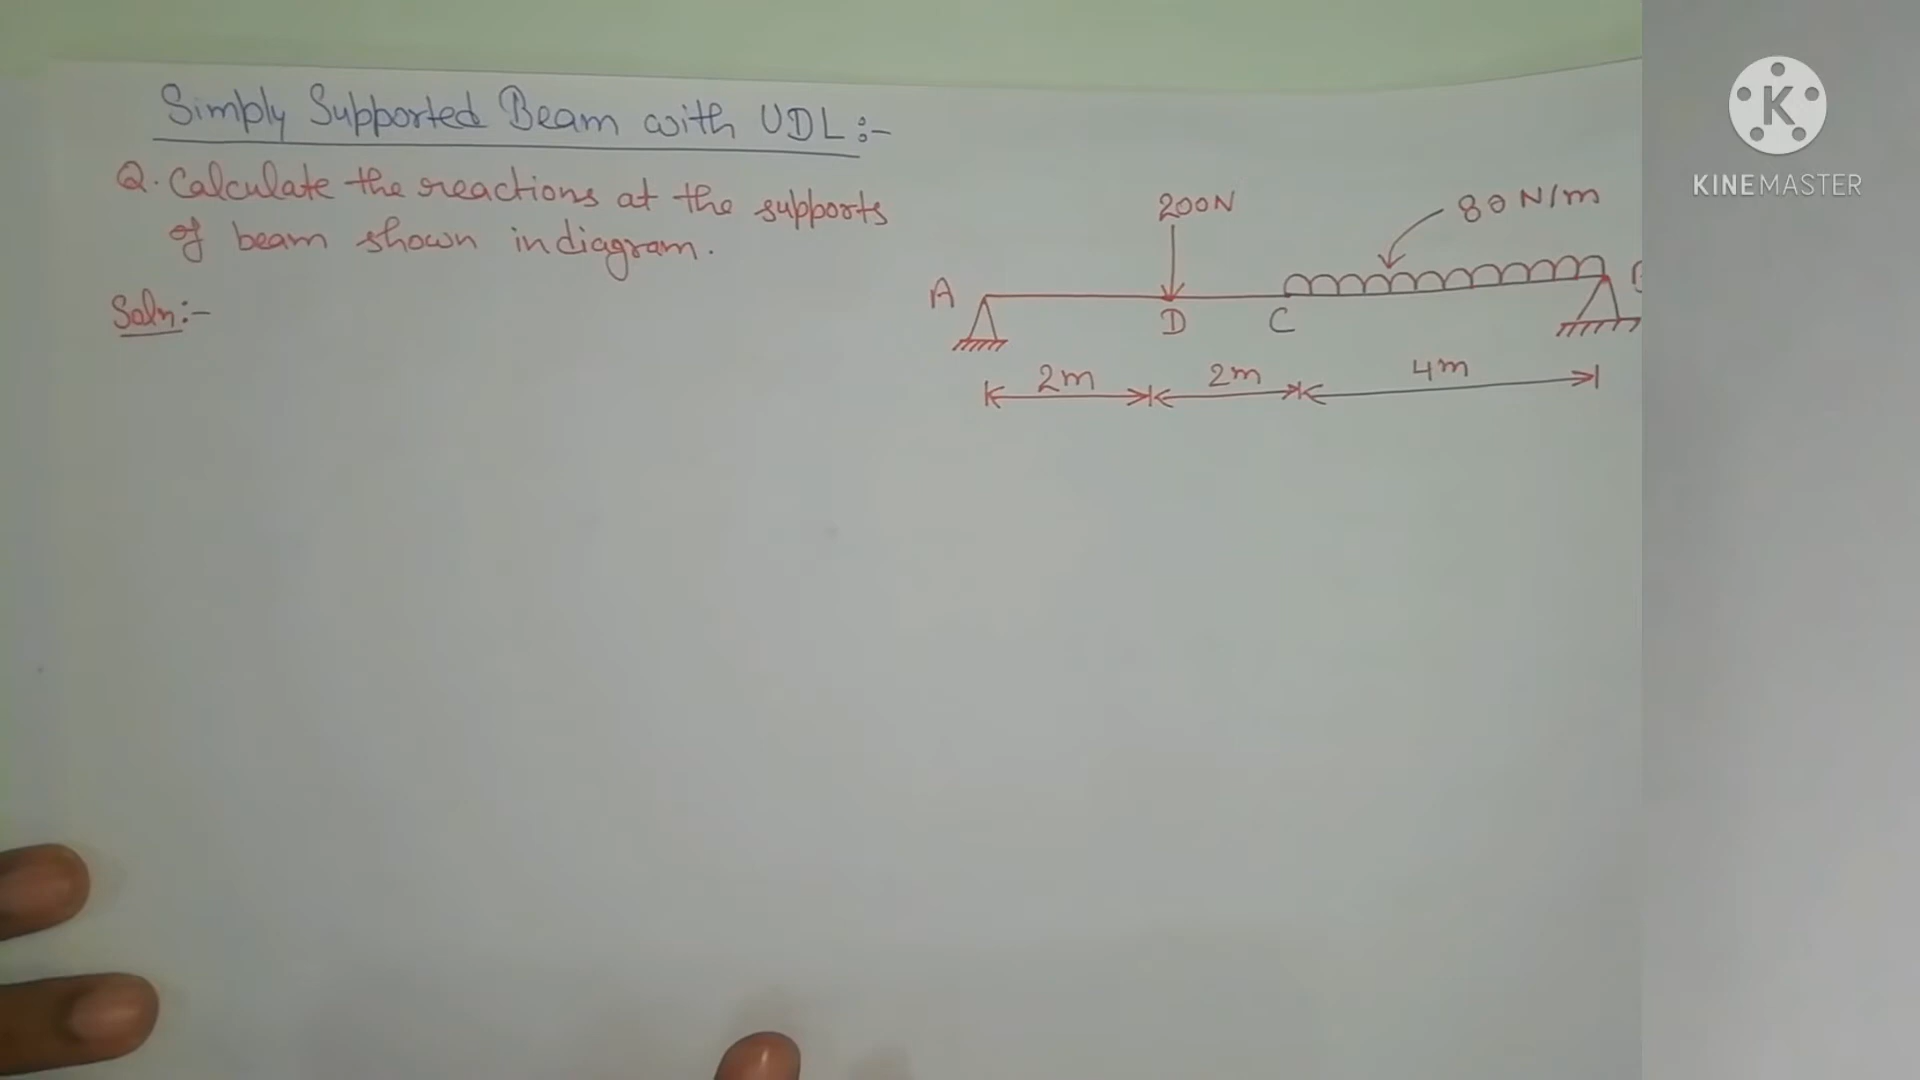 Simply Supported Beam with UDL :-
Q. Calculate the reactions at the supports
of beam shown in diagram.
Soln:-
200N
80 N/m
A
D
C
2m
2m
4m
KINEMASTER